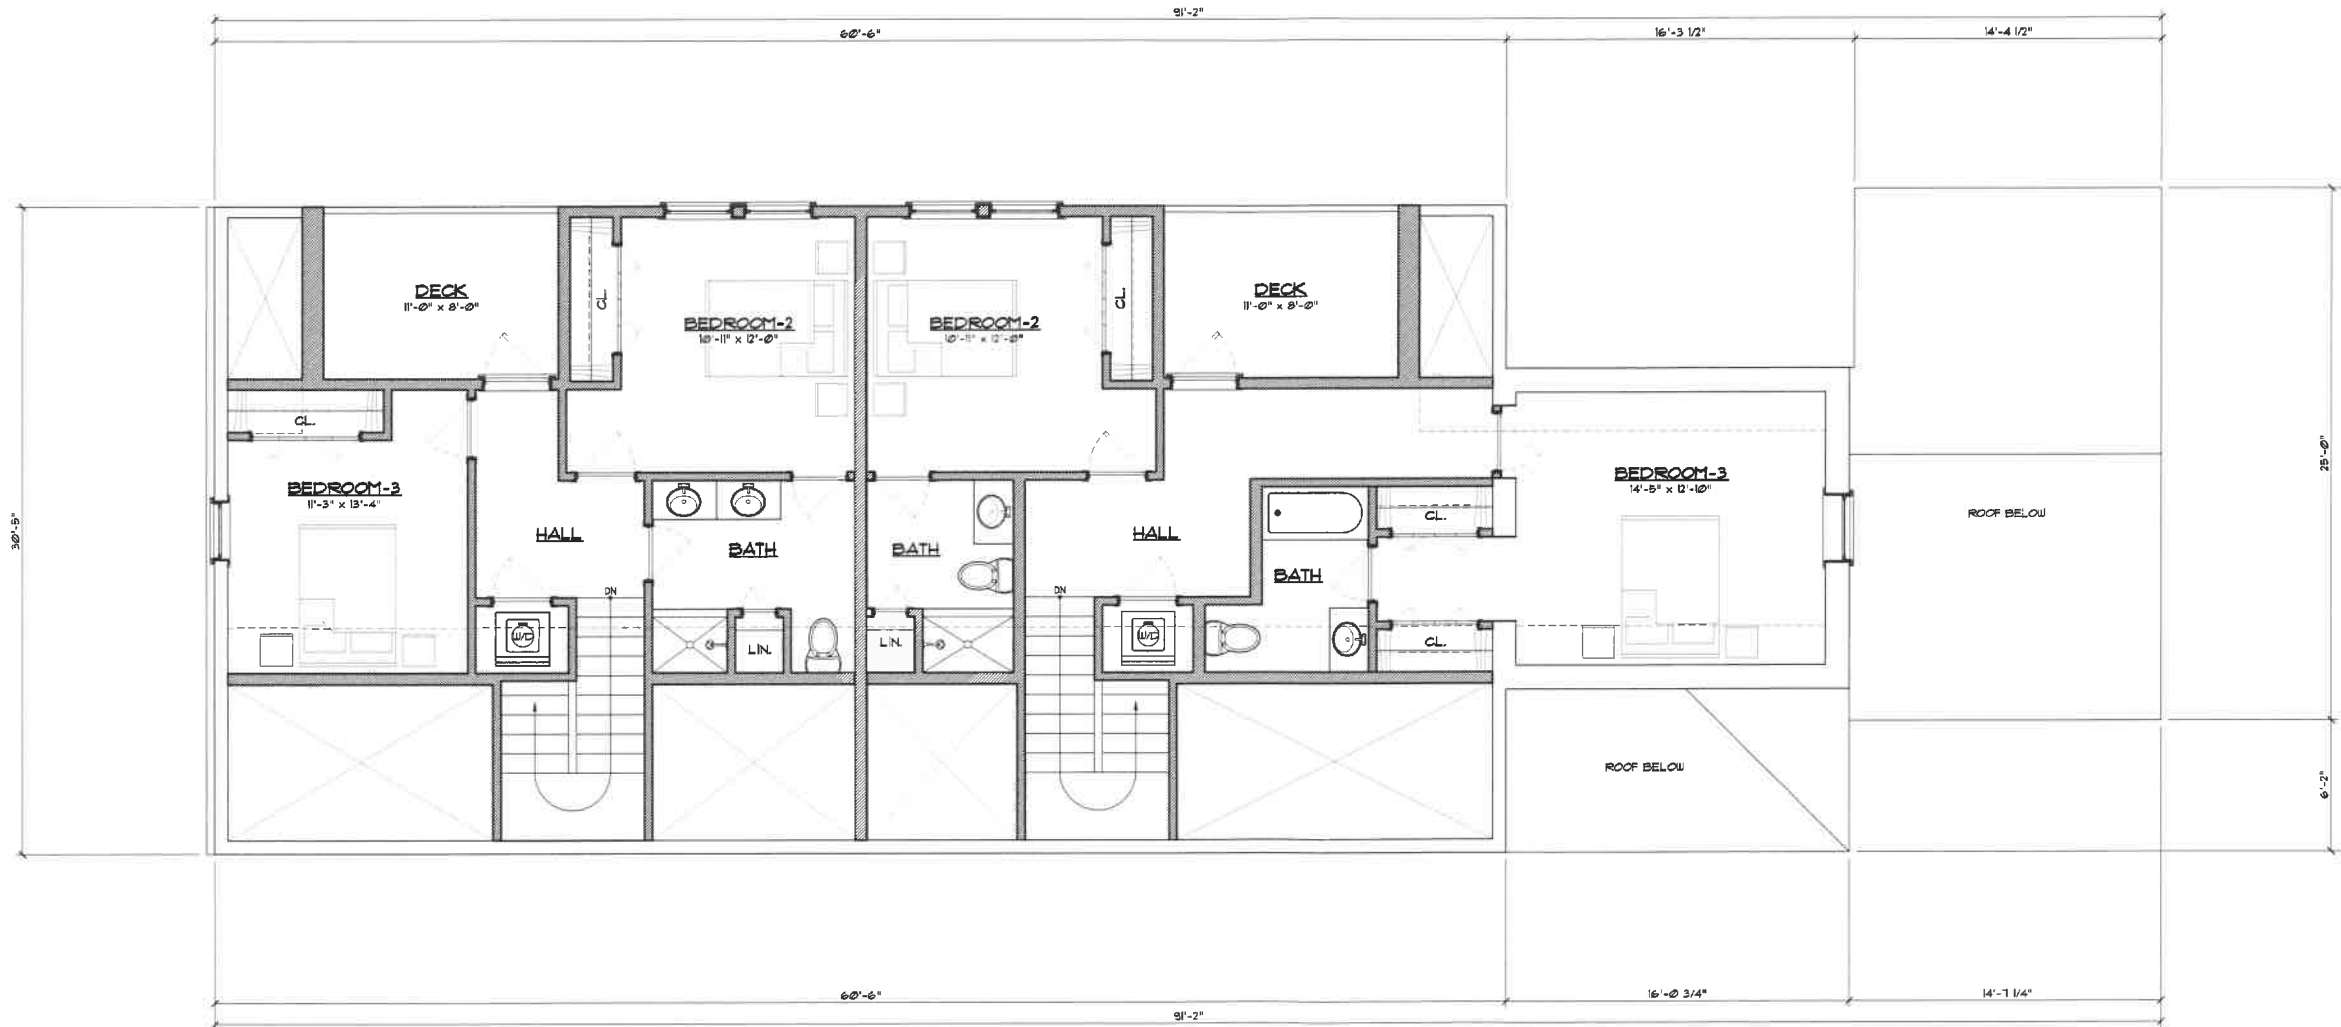 91'-2"
60'-6"
16'-3 1/2"
14'-4 1/2"
DECK
11'-0" x 8'-0"
CL.
BEDROOM-2
10'-11" x 12'-0"
BEDROOM-2
10'-11" x 12'-0"
CL.
DECK
11'-0" x 8'-0"
CL.
BEDROOM-3
11'-3" x 13'-4"
HALL
BATH
BATH
HALL
BATH
CL.
BEDROOM-3
14'-5" x 12'-10"
ROOF BELOW
30'-5"
25'-0"
DN
DN
W/D
LIN.
LIN.
W/D
CL.
ROOF BELOW
6'-2"
60'-6"
16'-0 3/4"
14'-7 1/4"
91'-2"